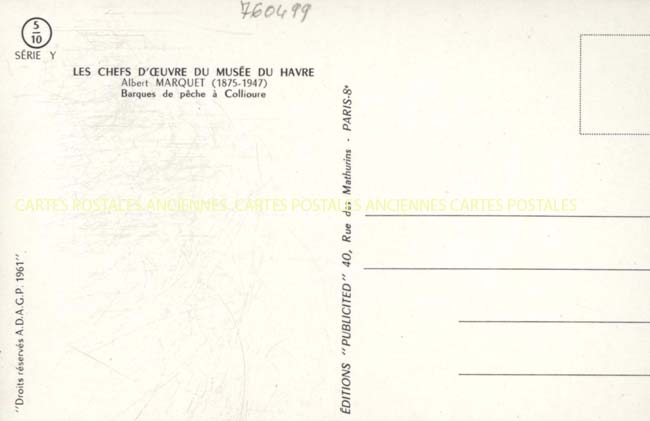 760499
5
10
SÉRIE Y
LES CHEFS D'ŒUVRE DU MUSÉE DU HAVRE
Albert MARQUET (1875-1947)
Barques de pêche à Collioure
CARTES POSTALES ANCIENNES CARTES POSTALES ANCIENNES CARTES POSTALES
"Droits réservés A.D.A.G.P. 1961"
ÉDITIONS "PUBLICITED" 40, Rue des Mathurins - PARIS-8e